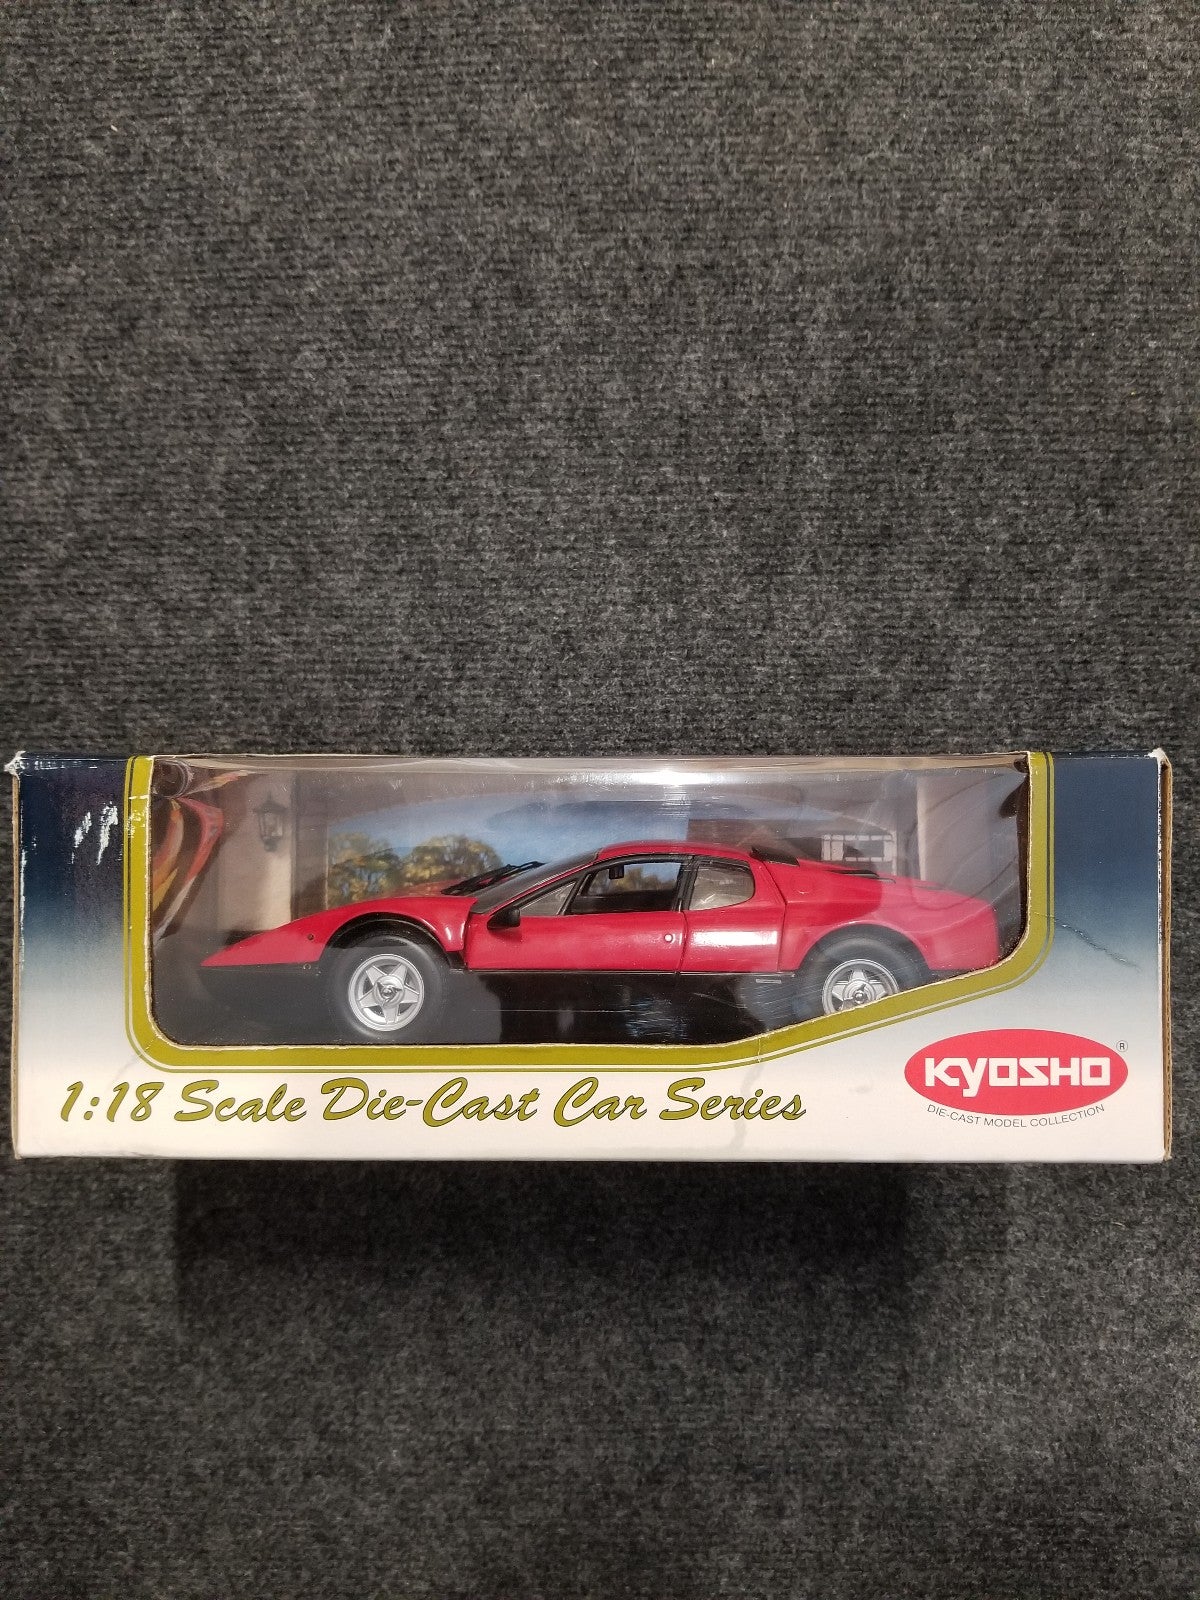 1:18 Scale Die-Cast Car Series
KYOSHO ®
DIE-CAST MODEL COLLECTION